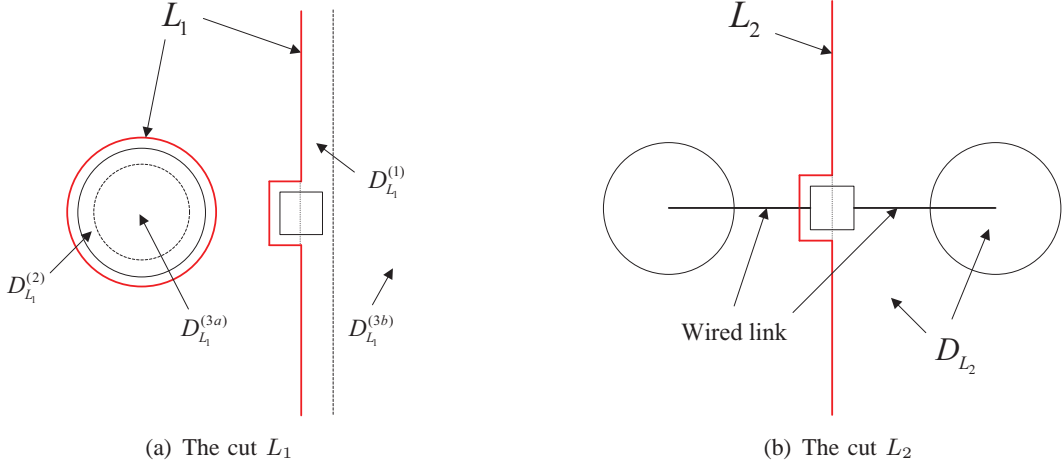 L₁
D_{L₁}^{(1)}
D_{L₁}^{(2)}
D_{L₁}^{(3a)}
D_{L₁}^{(3b)}
(a) The cut L₁
L₂
Wired link
D_{L₂}
(b) The cut L₂